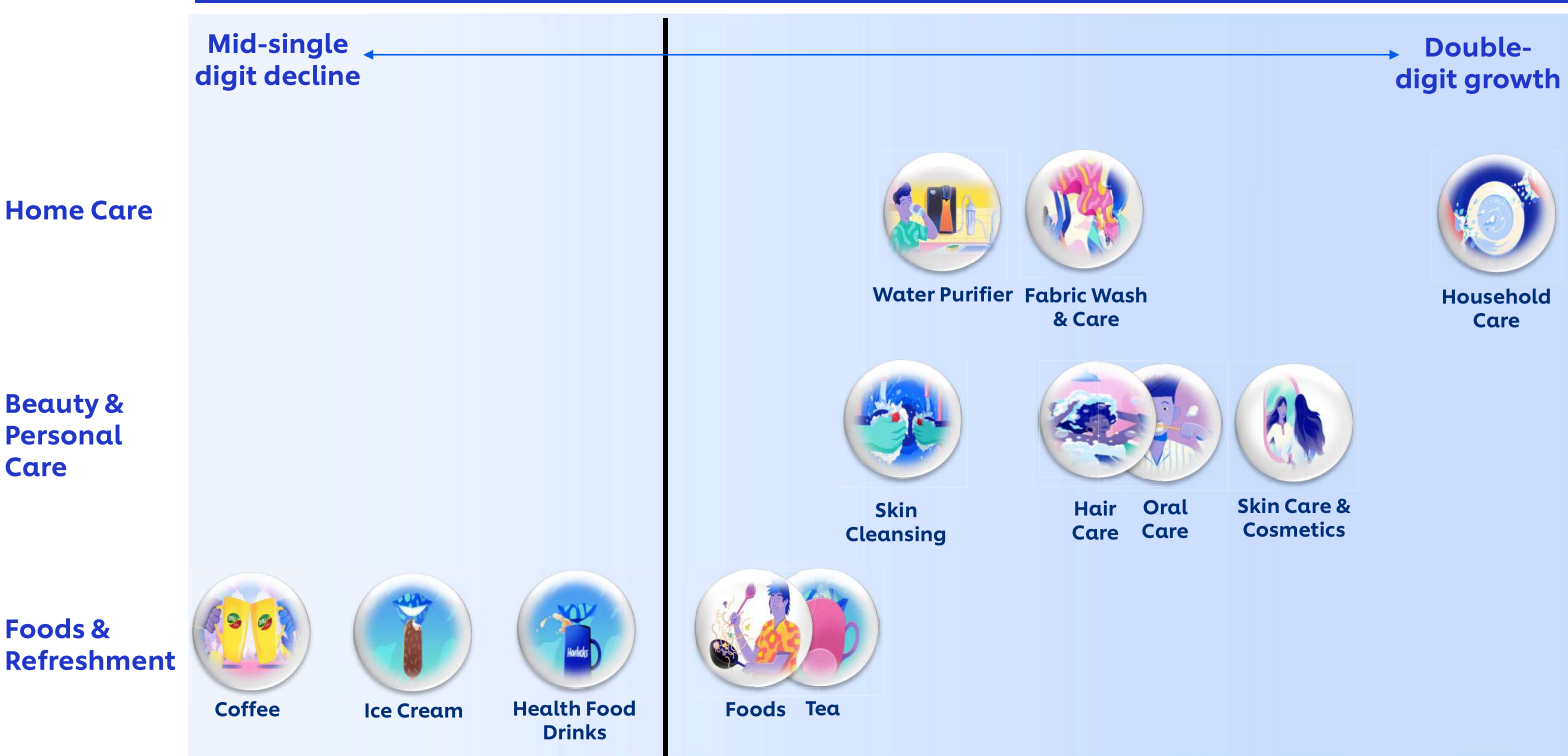 Mid-single
digit decline
Double-
digit growth
Home Care
Water Purifier
Fabric Wash
& Care
Household
Care
Beauty &
Personal
Care
Skin
Cleansing
Hair
Care
Oral
Care
Skin Care &
Cosmetics
Foods &
Refreshment
Horlicks
Coffee
Ice Cream
Health Food
Drinks
Foods
Tea